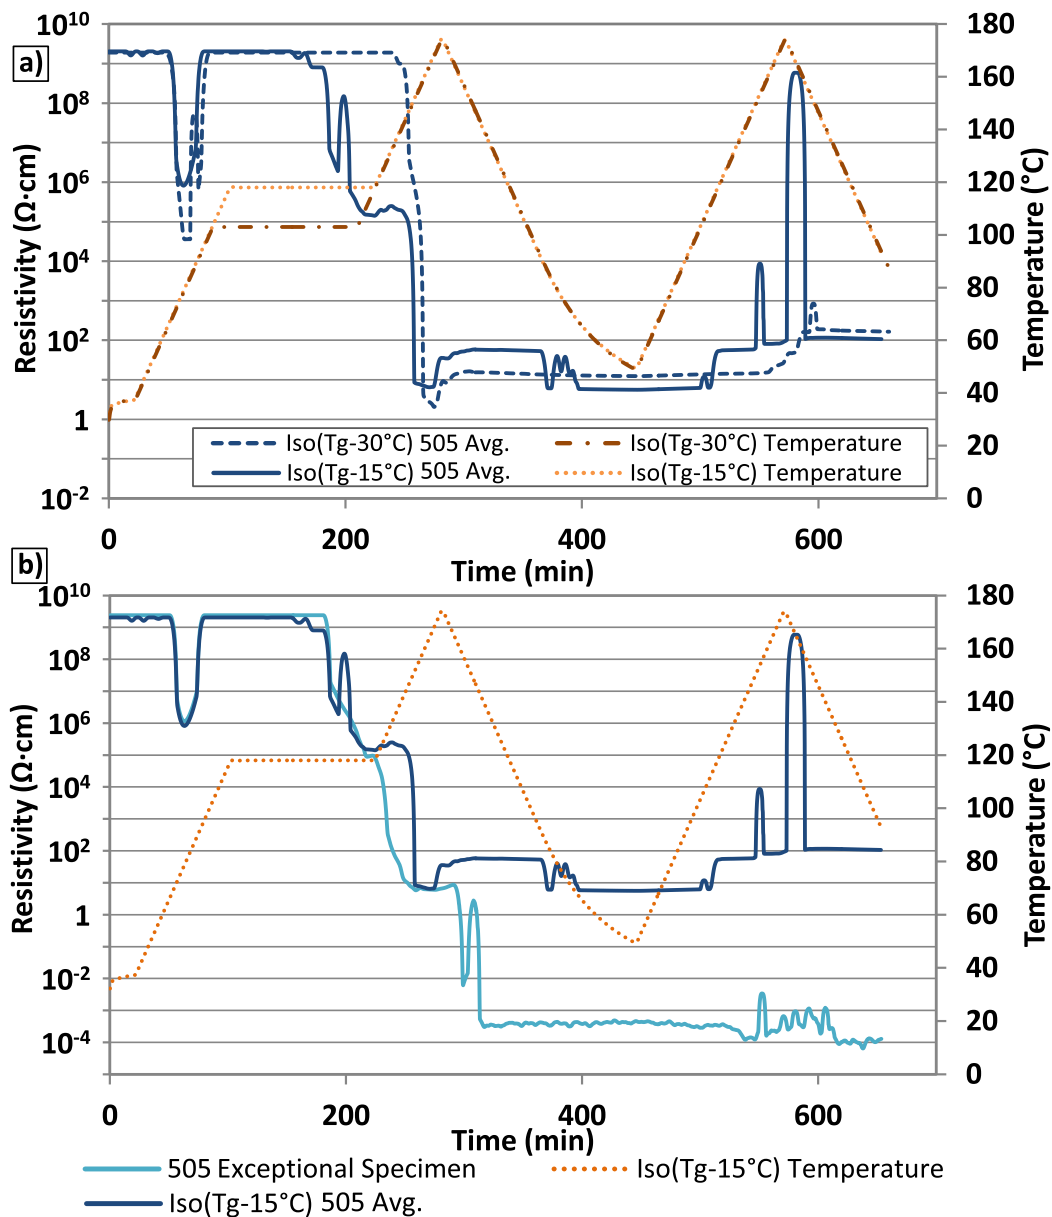 a)
10^10
10^8
10^6
10^4
10^2
1
10^-2
Resistivity (Ω·cm)
180
160
140
120
100
80
60
40
20
0
Temperature (°C)
Iso(Tg-30°C) 505 Avg.
Iso(Tg-30°C) Temperature
Iso(Tg-15°C) 505 Avg.
Iso(Tg-15°C) Temperature
0 200 400 600
Time (min)
b)
10^10
10^8
10^6
10^4
10^2
1
10^-2
10^-4
Resistivity (Ω·cm)
180
160
140
120
100
80
60
40
20
0
Temperature (°C)
0 200 400 600
Time (min)
505 Exceptional Specimen
Iso(Tg-15°C) Temperature
Iso(Tg-15°C) 505 Avg.